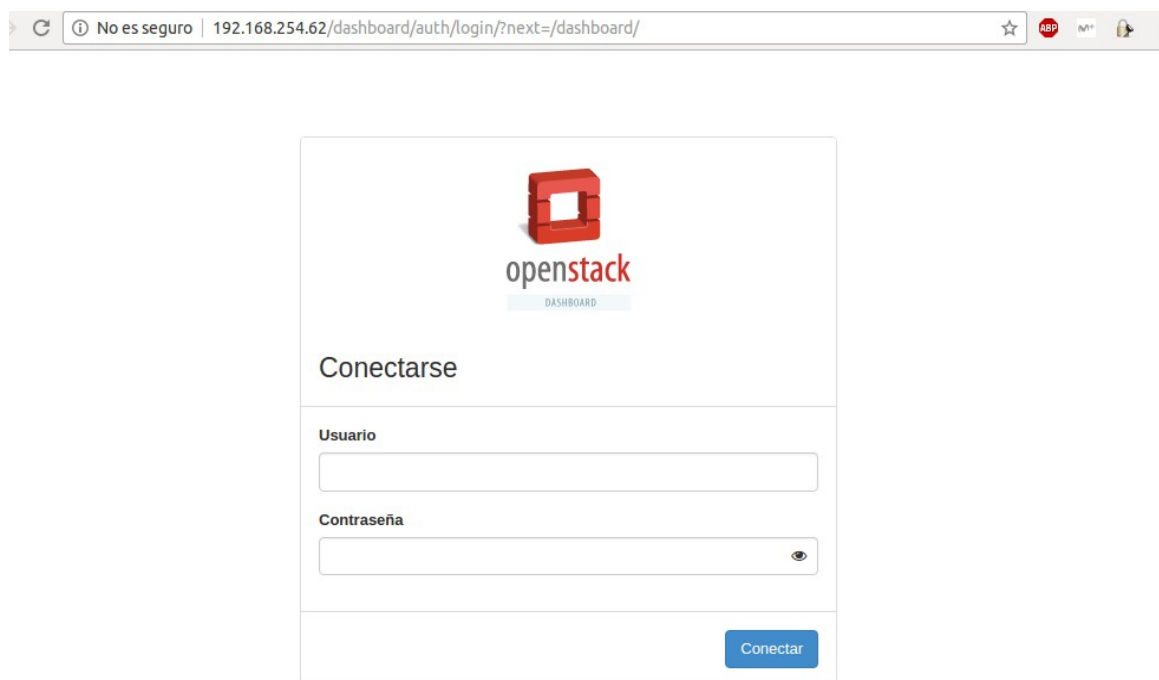 No es seguro 192.168.254.62/dashboard/auth/login/?next=/dashboard/
ABP
M+
openstack
DASHBOARD
Conectarse
Usuario
Contraseña
Conectar